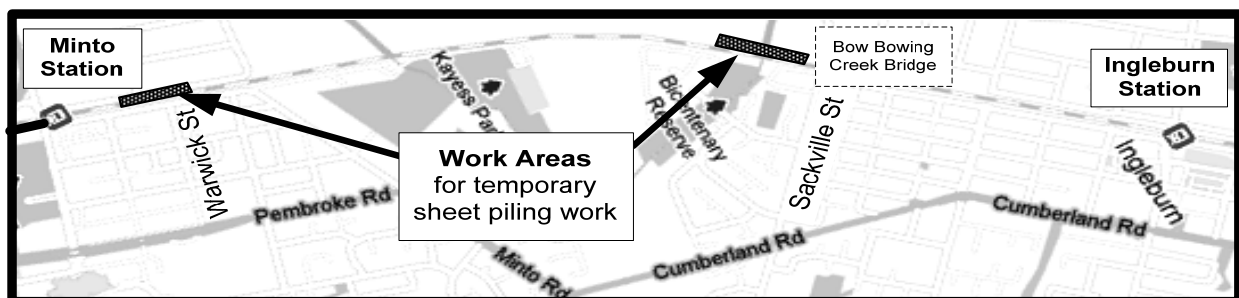 Minto
Station
Bow Bowing
Creek Bridge
Ingleburn
Station
Kayess Park
Bicentenary
Reserve
Warwick St
Work Areas
for temporary
sheet piling work
Sackville St
Ingleburn
Pembroke Rd
Minto Rd
Cumberland Rd
Cumberland Rd